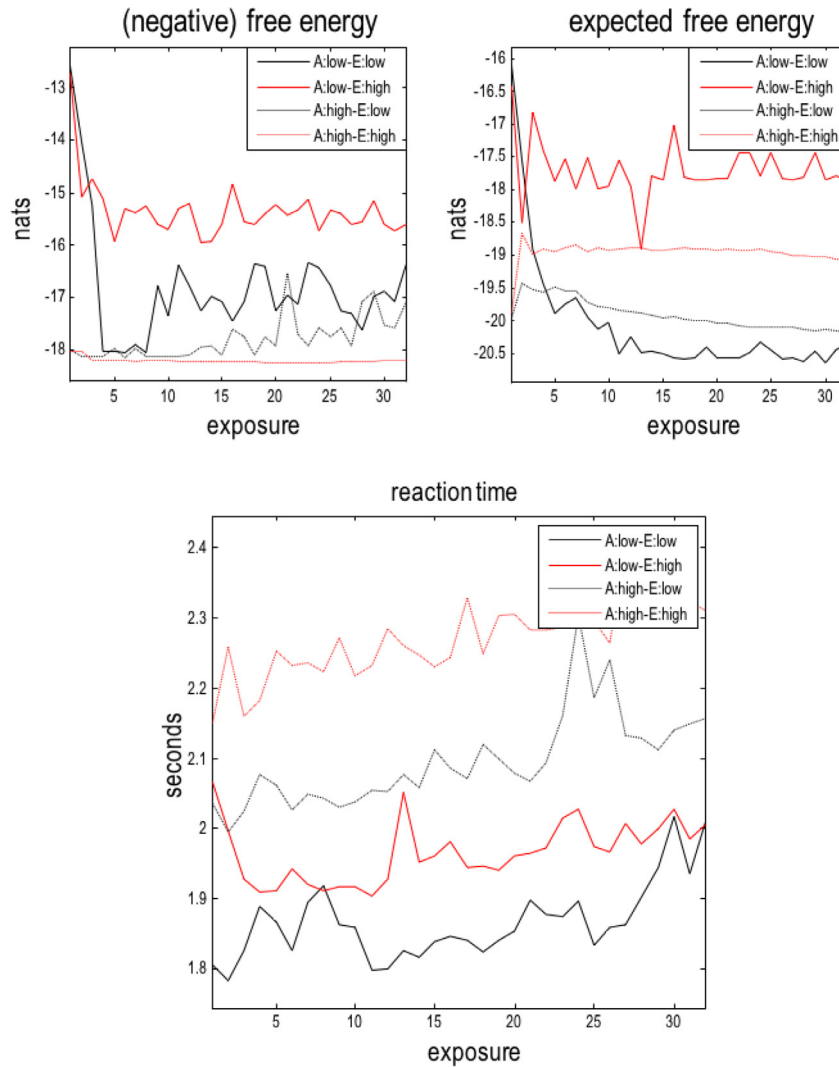 (negative) free energy
-13
-14
-15
-16
-17
-18
nats
5
10
15
20
25
30
exposure
A:low-E:low
A:low-E:high
A:high-E:low
A:high-E:high
expected free energy
-16
-16.5
-17
-17.5
-18
-18.5
-19
-19.5
-20
-20.5
nats
5
10
15
20
25
30
exposure
A:low-E:low
A:low-E:high
A:high-E:low
A:high-E:high
reaction time
2.4
2.3
2.2
2.1
2
1.9
1.8
seconds
5
10
15
20
25
30
exposure
A:low-E:low
A:low-E:high
A:high-E:low
A:high-E:high